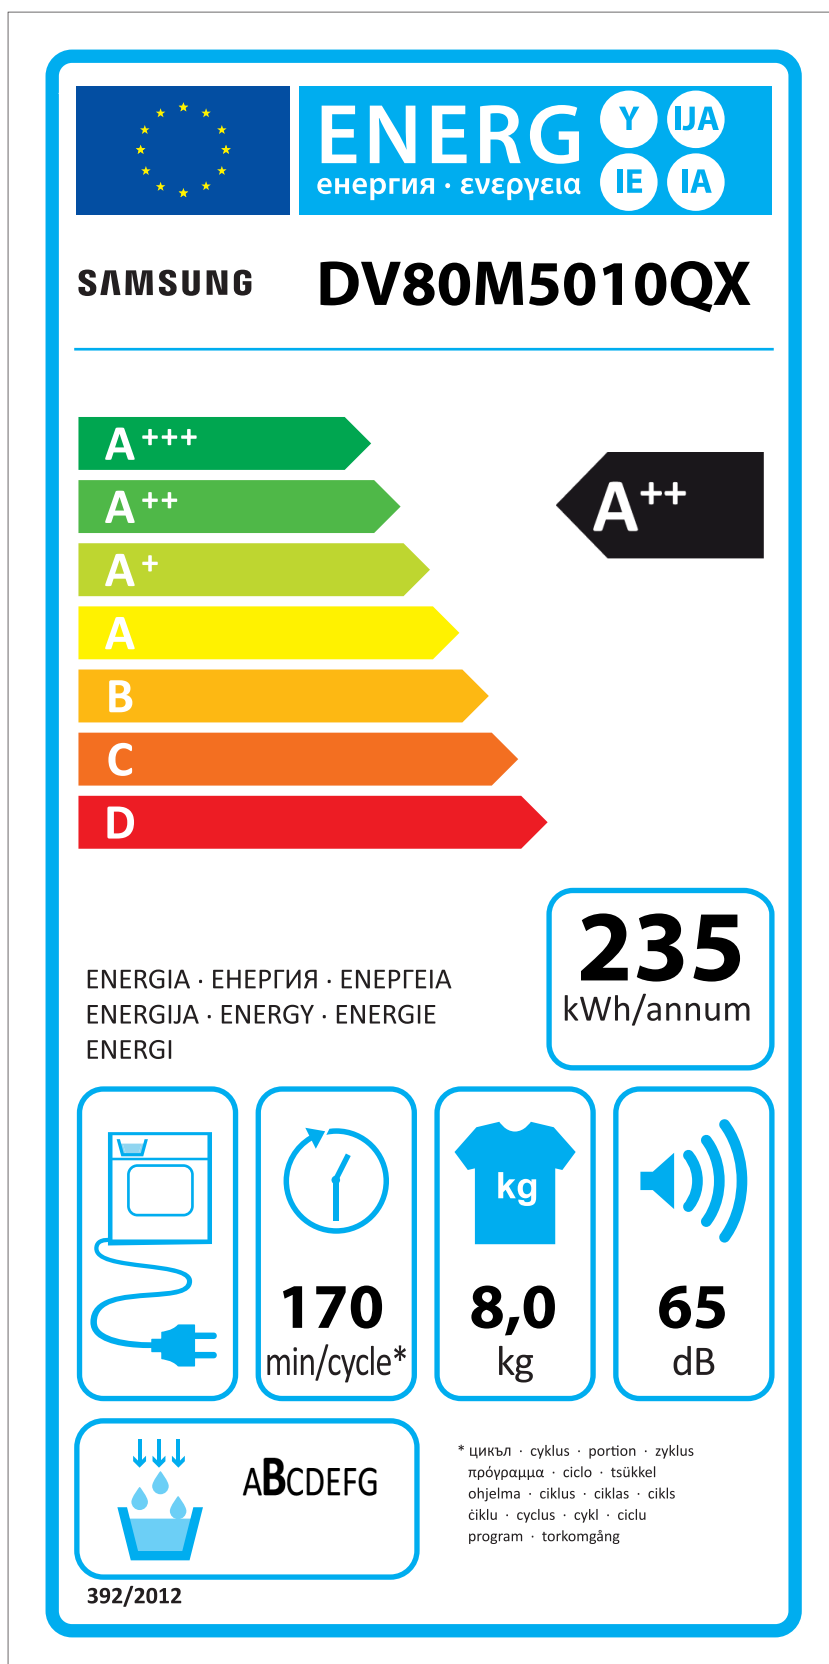 ENERG Y IJA
енергия · ενεργεια IE IA
SAMSUNG DV80M5010QX
A+++
A++
A++
A+
A
B
C
D
235
kWh/annum
ENERGIA · ЕНЕРГИЯ · ΕΝΕΡΓΕΙΑ
ENERGIJA · ENERGY · ENERGIE
ENERGI
kg
170
min/cycle*
8,0
kg
65
dB
ABCDEFG
* цикъл · cyklus · portion · zyklus
πρόγραμμα · ciclo · tsükkel
ohjelma · ciklus · ciklas · cikls
ċiklu · cyclus · cykl · ciclu
program · torkomgång
392/2012